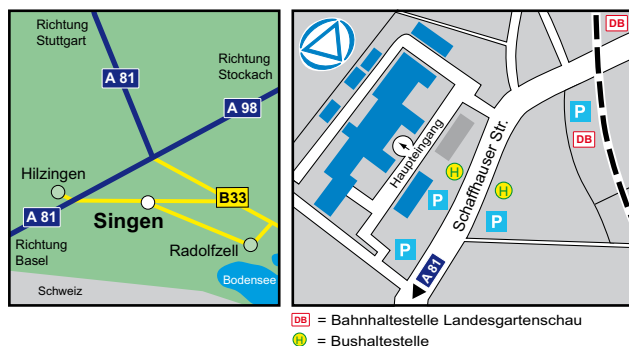 Richtung
Stuttgart
Richtung
Stockach
A 81
A 98
Hilzingen
B33
A 81
Singen
Richtung
Basel
Radolfzell
Bodensee
Schweiz
DB
P
DB
Haupteingang
Schaffhauser Str.
H
H
P
P
P
A 81
DB = Bahnhaltestelle Landesgartenschau
H = Bushaltestelle